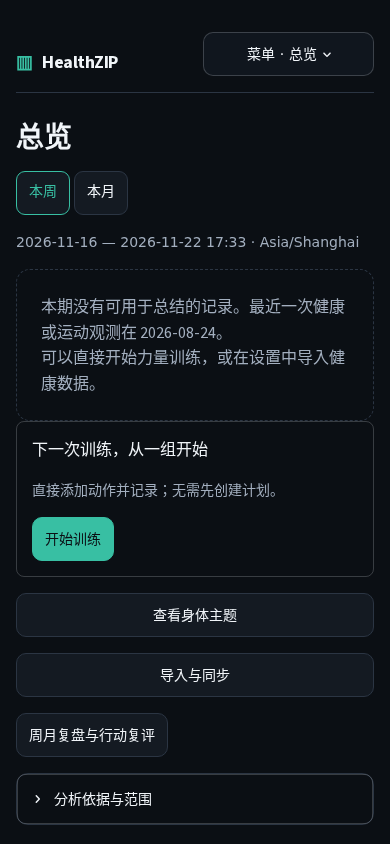 HealthZIP
菜单 · 总览
总览
本周 本月
2026-11-16 — 2026-11-22 17:33 · Asia/Shanghai
本期没有可用于总结的记录。最近一次健康
或运动观测在 2026-08-24。
可以直接开始力量训练，或在设置中导入健
康数据。
下一次训练，从一组开始
直接添加动作并记录；无需先创建计划。
开始训练
查看身体主题
导入与同步
周月复盘与行动复评
分析依据与范围